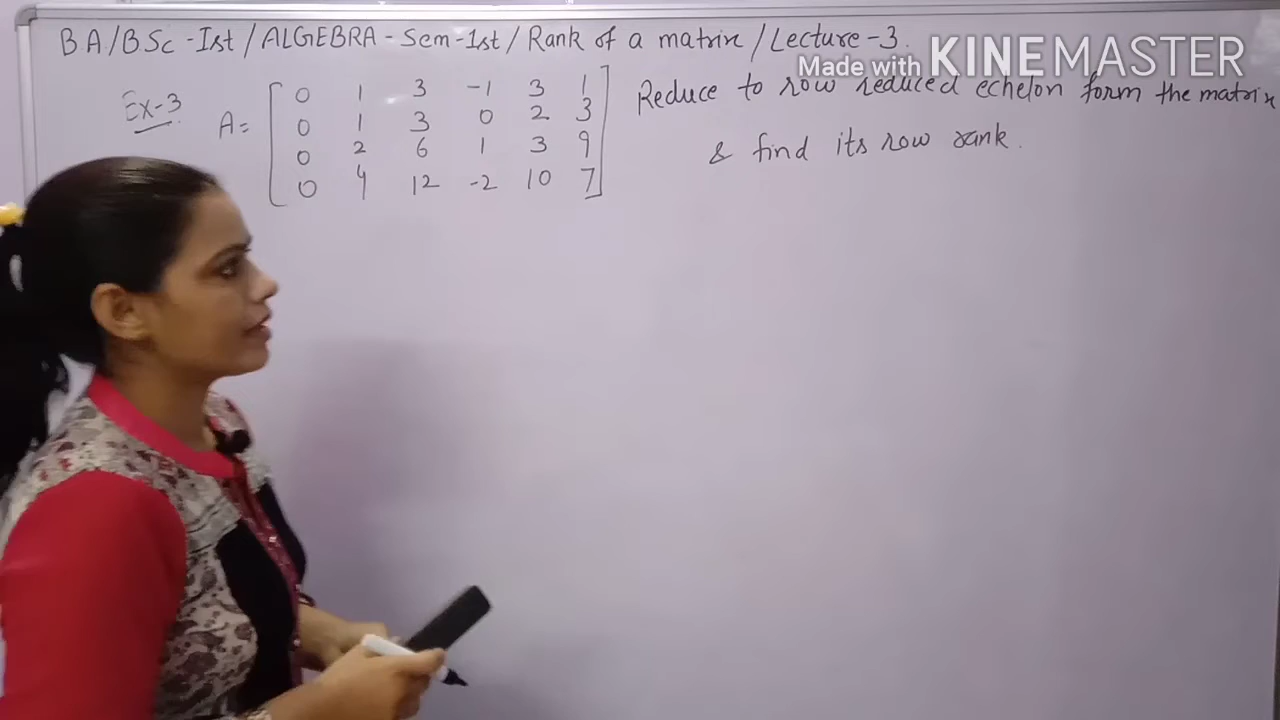 BA/BSc-Ist/ALGEBRA-Sem-1st/Rank of a matrix/Lecture-3.
Made with KINEMASTER
Ex-3 A= [ 0 1 3 -1 3 1 ] Reduce to row reduced echelon form the matrix
0 1 3 0 2 3
0 2 6 1 3 9 & find its row rank.
0 4 12 -2 10 7